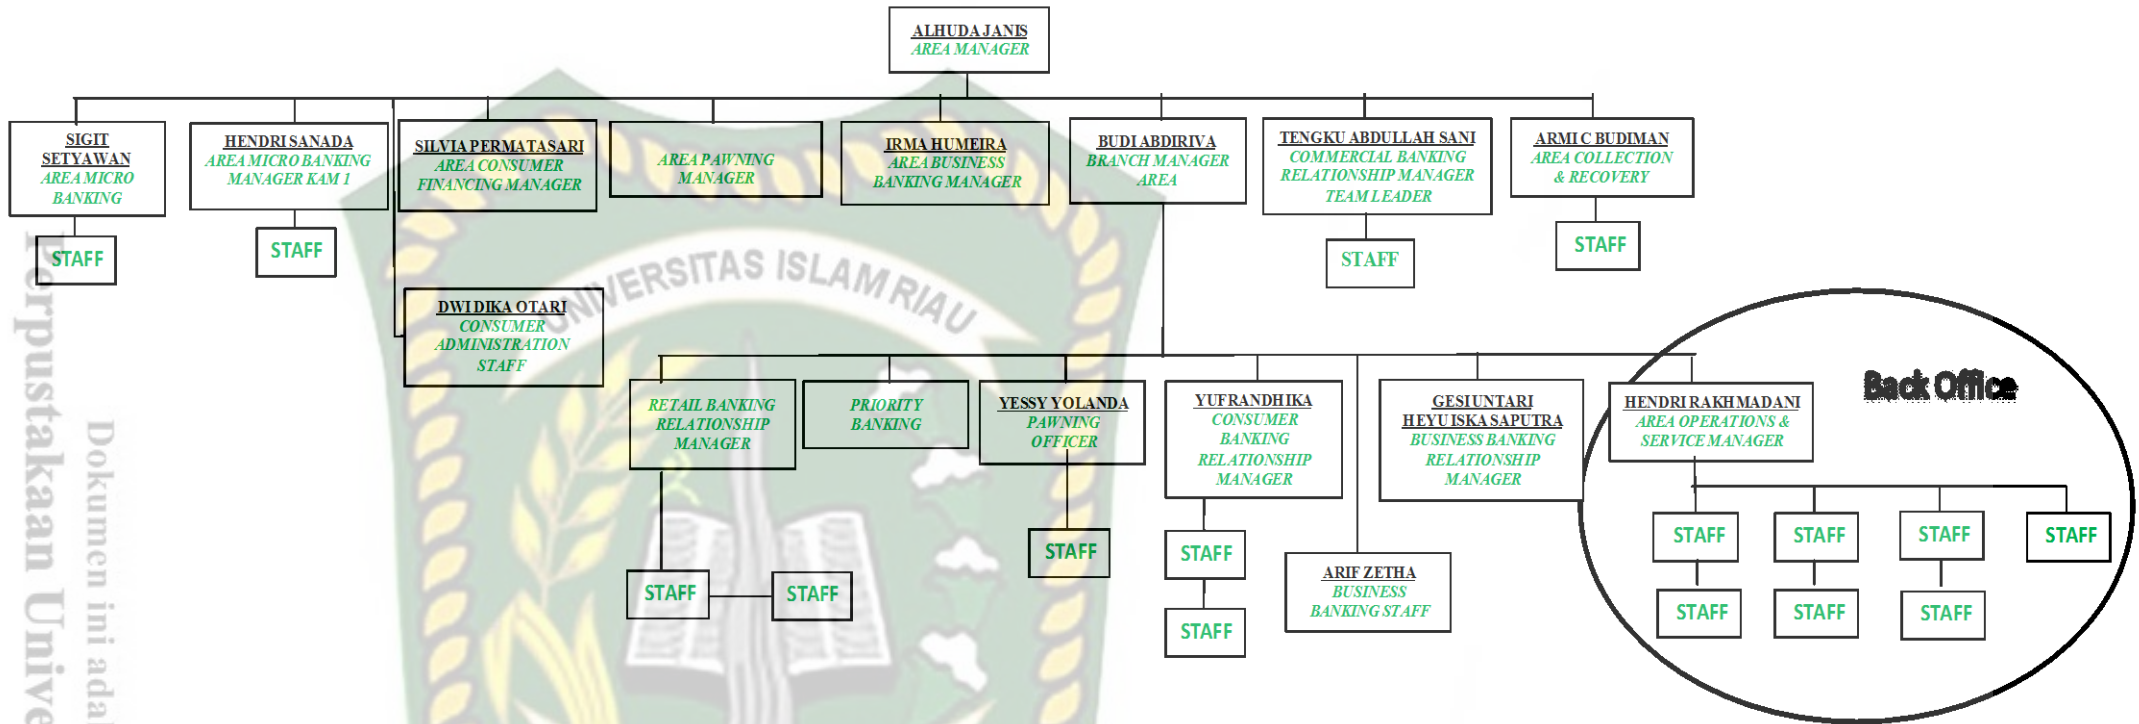 ALHUDA JANIS
AREA MANAGER
SIGIT
SETYAWAN
AREA MICRO
BANKING
STAFF
HENDRI SANADA
AREA MICRO BANKING
MANAGER KAM 1
STAFF
SILVIA PERMATASARI
AREA CONSUMER
FINANCING MANAGER
AREA PAWNING
MANAGER
IRMA HUMEIRA
AREA BUSINESS
BANKING MANAGER
BUDI ABDIRIVA
BRANCH MANAGER
AREA
TENGKU ABDULLAH SANI
COMMERCIAL BANKING
RELATIONSHIP MANAGER
TEAM LEADER
STAFF
ARMI C BUDIMAN
AREA COLLECTION
& RECOVERY
STAFF
DWI DIKA OTARI
CONSUMER
ADMINISTRATION
STAFF
RETAIL BANKING
RELATIONSHIP
MANAGER
STAFF
STAFF
PRIORITY
BANKING
YESSY YOLANDA
PAWNING
OFFICER
STAFF
YUFRANDHIKA
CONSUMER
BANKING
RELATIONSHIP
MANAGER
STAFF
STAFF
ARIF ZETHA
BUSINESS
BANKING STAFF
GESI UNTARI
HEYU ISKA SAPUTRA
BUSINESS BANKING
RELATIONSHIP
MANAGER
Back Office
HENDRI RAKHMADANI
AREA OPERATIONS &
SERVICE MANAGER
STAFF
STAFF
STAFF
STAFF
STAFF
STAFF
STAFF
UNIVERSITAS ISLAM RIAU
Perpustakaan Unive
Dokumen ini adal